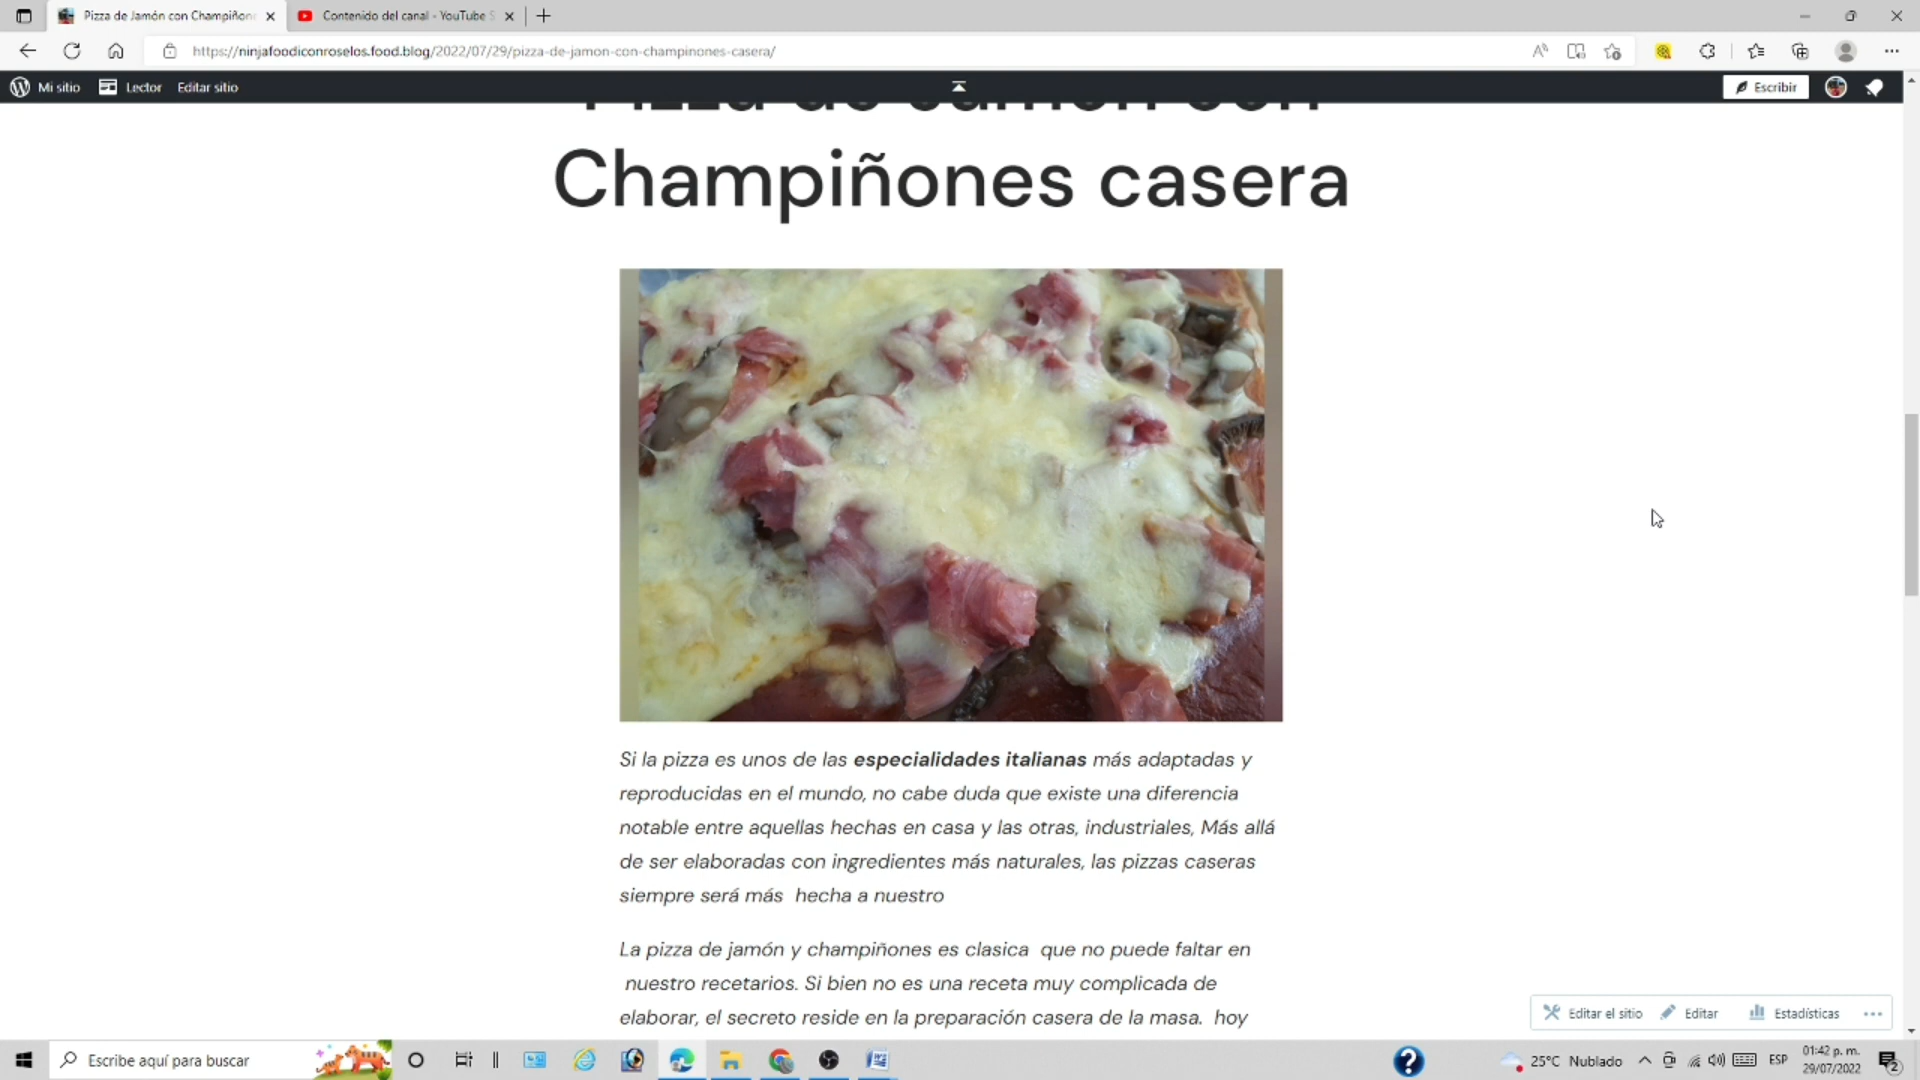 Pizza de Jamón con Champiñon
Contenido del canal - YouTube S
https://ninjafoodiconroselos.food.blog/2022/07/29/pizza-de-jamon-con-champinones-casera/
Mi sitio
Lector
Editar sitio
Escribir
Pizza de Jamón con
Champiñones casera
Si la pizza es unos de las especialidades italianas más adaptadas y
reproducidas en el mundo, no cabe duda que existe una diferencia
notable entre aquellas hechas en casa y las otras, industriales, Más allá
de ser elaboradas con ingredientes más naturales, las pizzas caseras
siempre será más  hecha a nuestro
La pizza de jamón y champiñones es clasica  que no puede faltar en
nuestro recetarios. Si bien no es una receta muy complicada de
elaborar, el secreto reside en la preparación casera de la masa.  hoy
Editar el sitio
Editar
Estadísticas
Escribe aquí para buscar
25°C Nublado
ESP
01:42 p. m.
29/07/2022
2